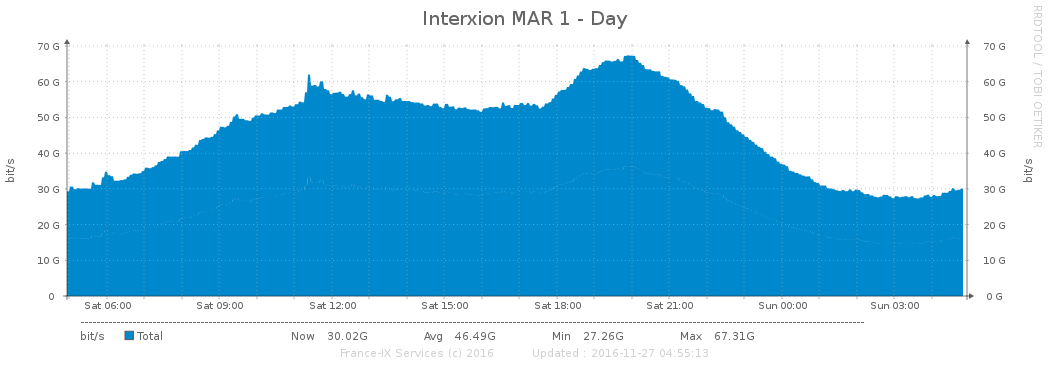 Interxion MAR 1 - Day
RRDTOOL / TOBI OETIKER
70 G 70 G
60 G 60 G
50 G 50 G
40 G 40 G
30 G 30 G
20 G 20 G
10 G 10 G
0 0 G
bit/s bit/s
Sat 06:00 Sat 09:00 Sat 12:00 Sat 15:00 Sat 18:00 Sat 21:00 Sun 00:00 Sun 03:00
bit/s Total Now 30.02G Avg 46.49G Min 27.26G Max 67.31G
France-IX Services (c) 2016 Updated : 2016-11-27 04:55:13